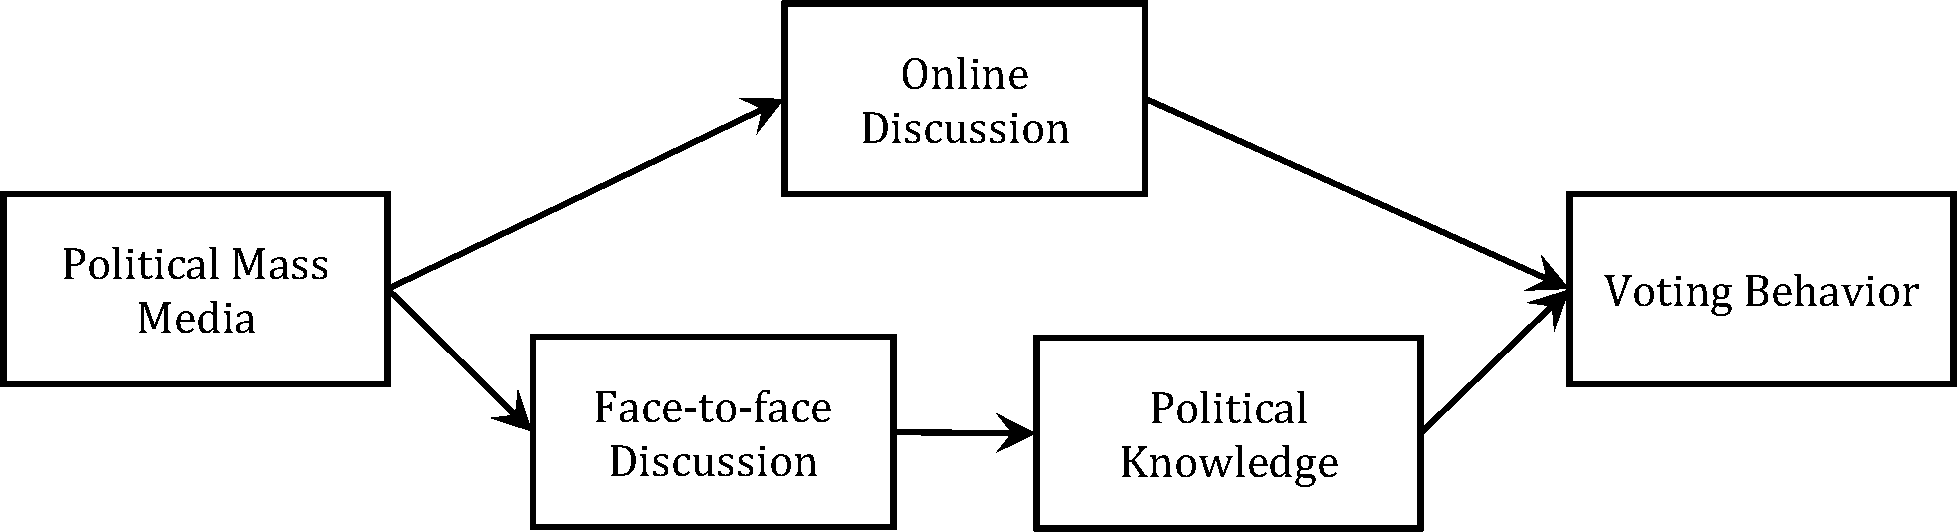 Online
Discussion
Political Mass
Media
Voting Behavior
Face-to-face
Discussion
Political
Knowledge